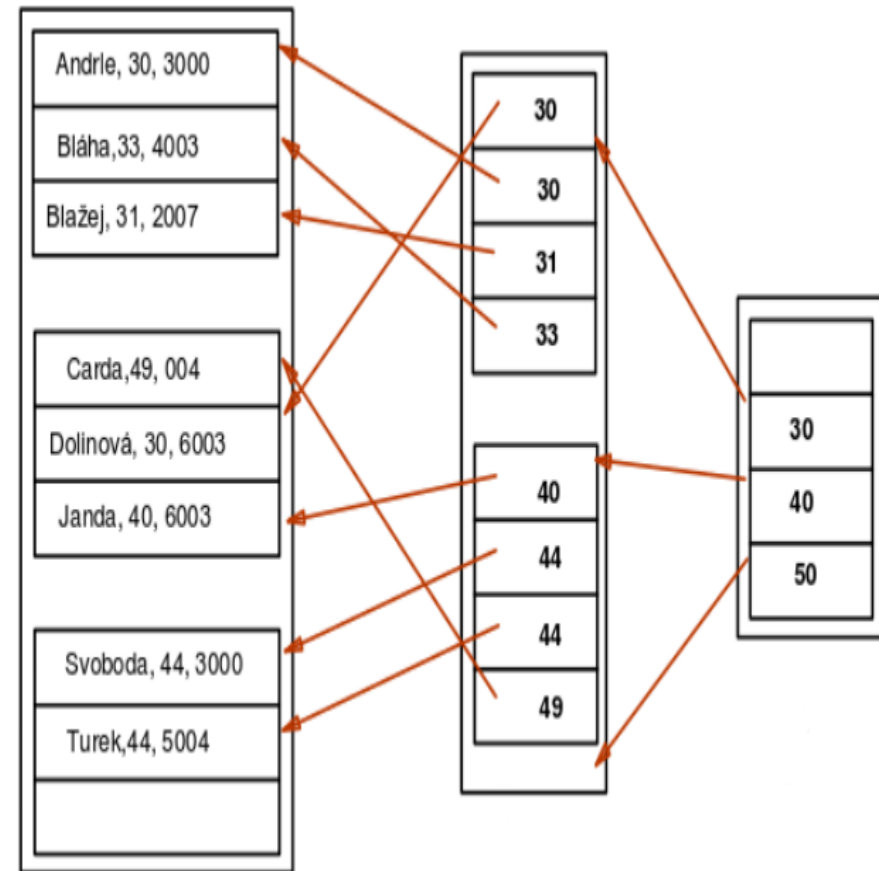 Andrle, 30, 3000
Bláha,33, 4003
Blažej, 31, 2007
Carda,49, 004
Dolinová, 30, 6003
Janda, 40, 6003
Svoboda, 44, 3000
Turek,44, 5004
30
30
31
33
40
44
44
49
30
40
50